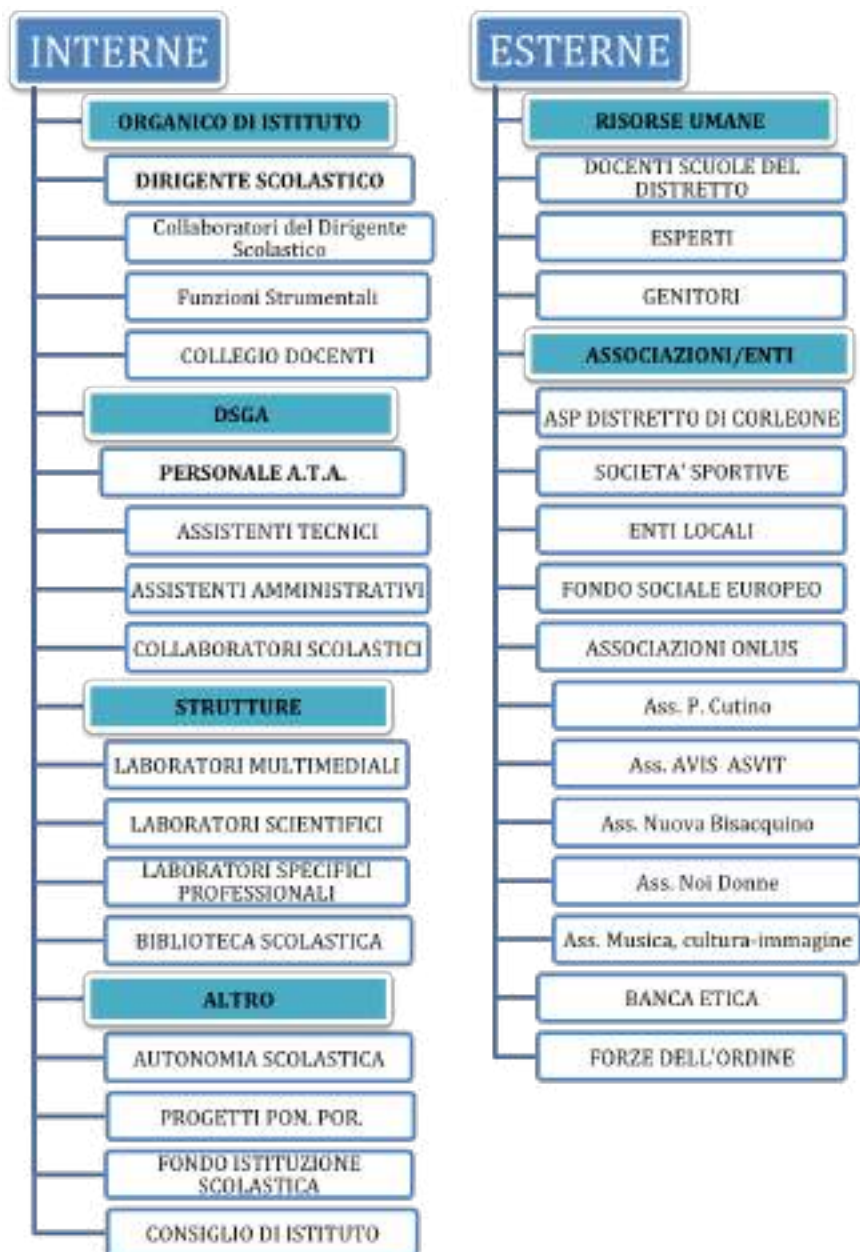 INTERNE
ORGANICO DI ISTITUTO
DIRIGENTE SCOLASTICO
Collaboratori del Dirigente
Scolastico
Funzioni Strumentali
COLLEGIO DOCENTI
DSGA
PERSONALE A.T.A.
ASSISTENTI TECNICI
ASSISTENTI AMMINISTRATIVI
COLLABORATORI SCOLASTICI
STRUTTURE
LABORATORI MULTIMEDIALI
LABORATORI SCIENTIFICI
LABORATORI SPECIFICI
PROFESSIONALI
BIBLIOTECA SCOLASTICA
ALTRO
AUTONOMIA SCOLASTICA
PROGETTI PON. POR.
FONDO ISTITUZIONE
SCOLASTICA
CONSIGLIO DI ISTITUTO
ESTERNE
RISORSE UMANE
DOCENTI SCUOLE DEL
DISTRETTO
ESPERTI
GENITORI
ASSOCIAZIONI/ENTI
ASP DISTRETTO DI CORLEONE
SOCIETA' SPORTIVE
ENTI LOCALI
FONDO SOCIALE EUROPEO
ASSOCIAZIONI ONLUS
Ass. P. Cutino
Ass. AVIS ASVIT
Ass. Nuova Bisacquino
Ass. Noi Donne
Ass. Musica, cultura-immagine
BANCA ETICA
FORZE DELL'ORDINE